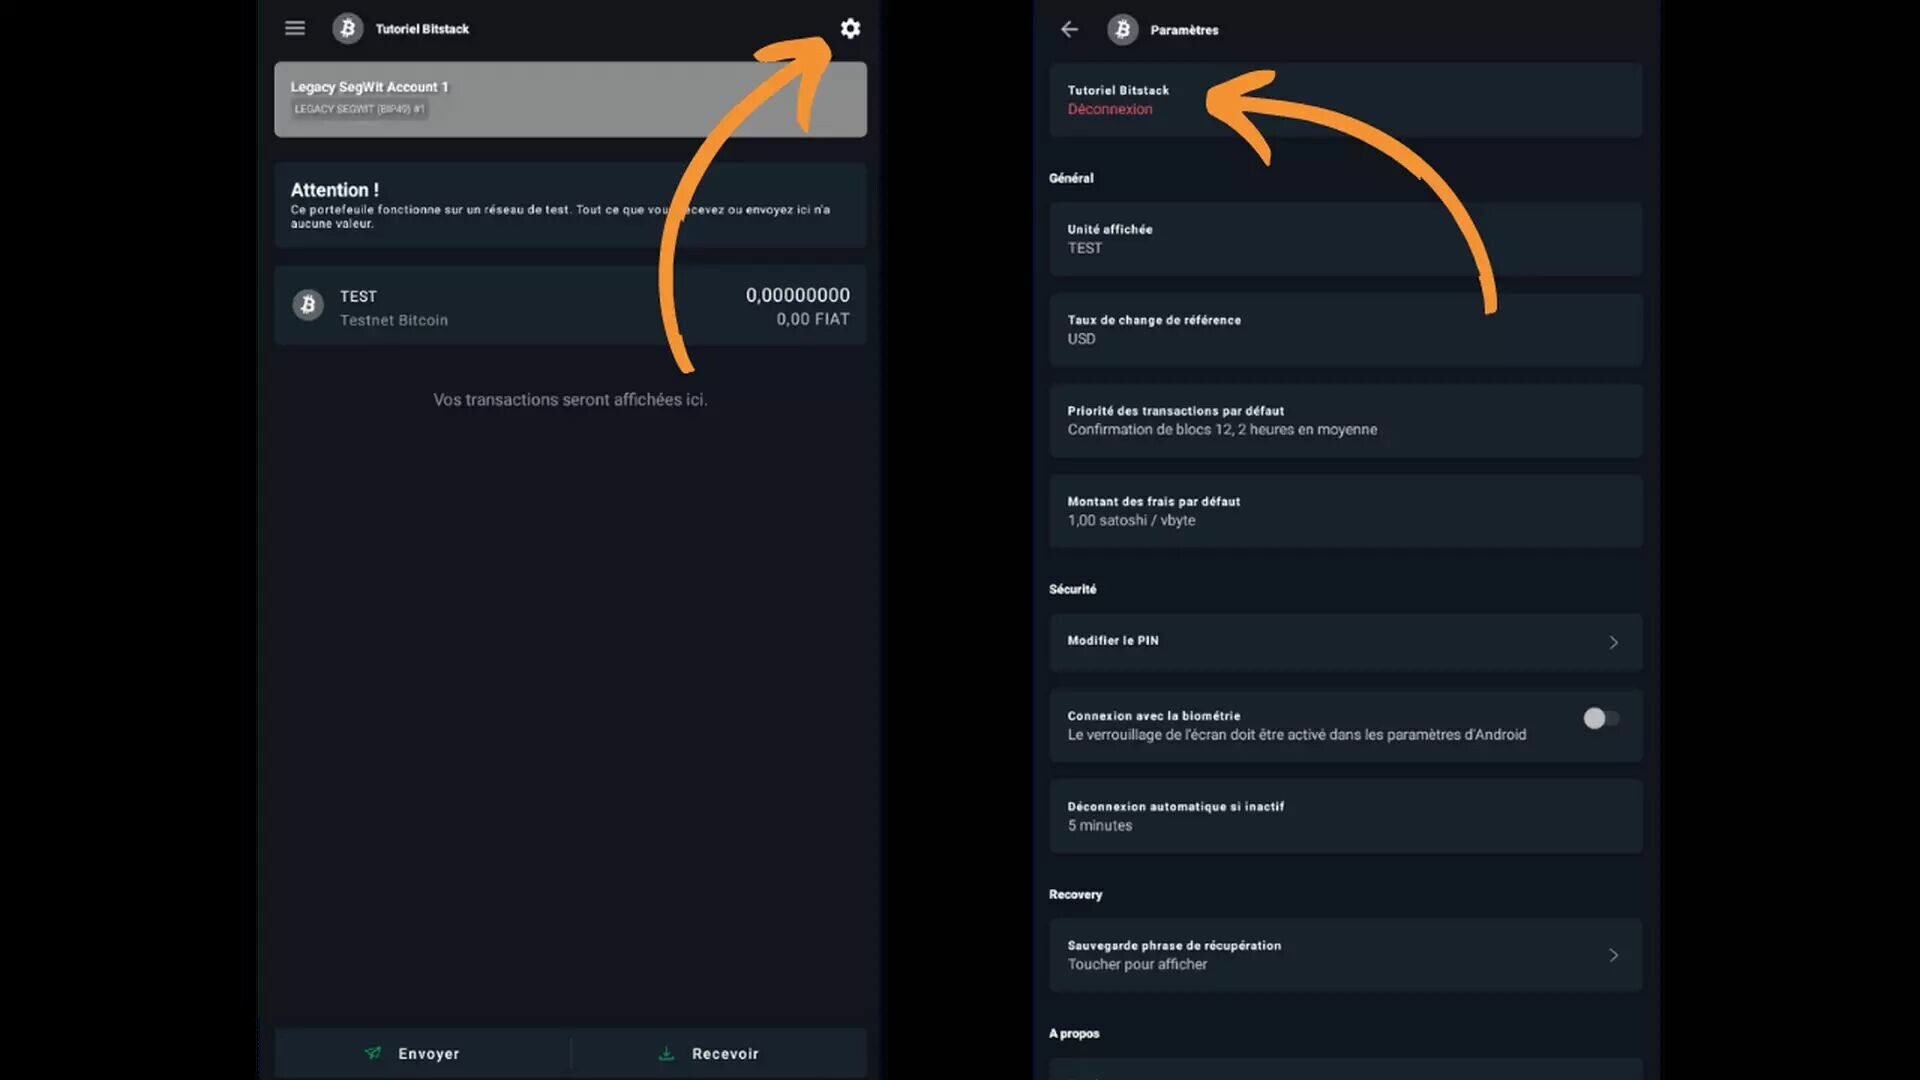 Tutoriel Bitstack
Legacy SegWit Account 1
LEGACY SEGWIT (BIP49) #1
Attention !
Ce portefeuille fonctionne sur un réseau de test. Tout ce que vou ecevez ou envoyez ici n'a
aucune valeur.
TEST
Testnet Bitcoin
0,00000000
0,00 FIAT
Vos transactions seront affichées ici.
Envoyer
Recevoir
Paramètres
Tutoriel Bitstack
Déconnexion
Général
Unité affichée
TEST
Taux de change de référence
USD
Priorité des transactions par défaut
Confirmation de blocs 12, 2 heures en moyenne
Montant des frais par défaut
1,00 satoshi / vbyte
Sécurité
Modifier le PIN
Connexion avec la biométrie
Le verrouillage de l'écran doit être activé dans les paramètres d'Android
Déconnexion automatique si inactif
5 minutes
Recovery
Sauvegarde phrase de récupération
Toucher pour afficher
A propos